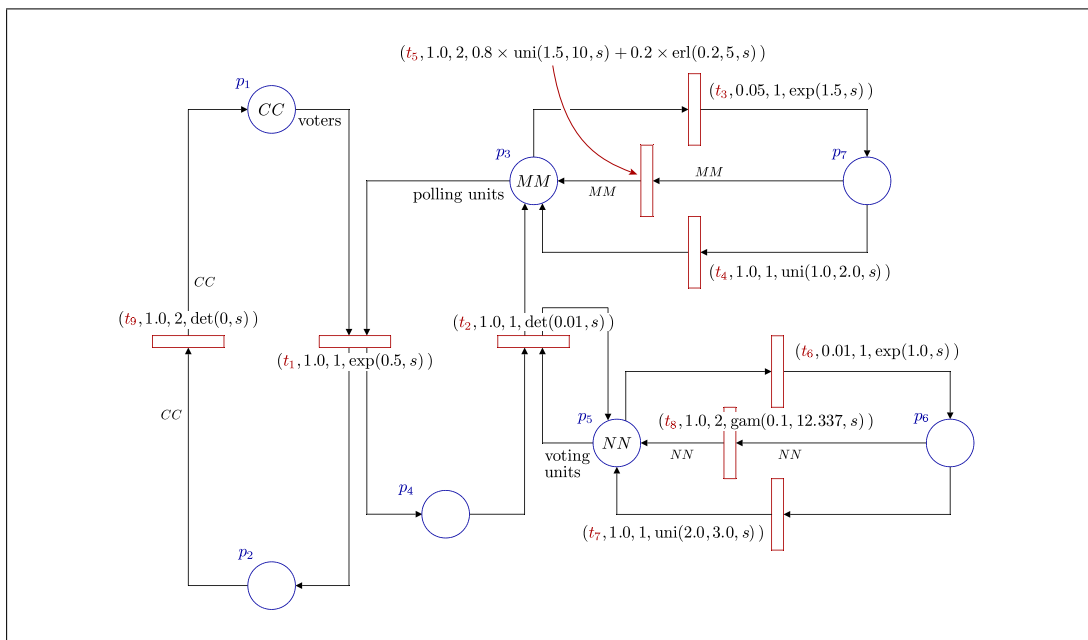 (t₅, 1.0, 2, 0.8 × uni(1.5, 10, s) + 0.2 × erl(0.2, 5, s))
p₁
(t₃, 0.05, 1, exp(1.5, s))
CC
voters
p₃
p₇
MM
MM
MM
polling units
(t₄, 1.0, 1, uni(1.0, 2.0, s))
CC
(t₉, 1.0, 2, det(0, s))
(t₂, 1.0, 1, det(0.01, s))
(t₁, 1.0, 1, exp(0.5, s))
(t₆, 0.01, 1, exp(1.0, s))
CC
p₅
(t₈, 1.0, 2, gam(0.1, 12.337, s))
p₆
NN
NN
NN
voting
units
p₄
(t₇, 1.0, 1, uni(2.0, 3.0, s))
p₂